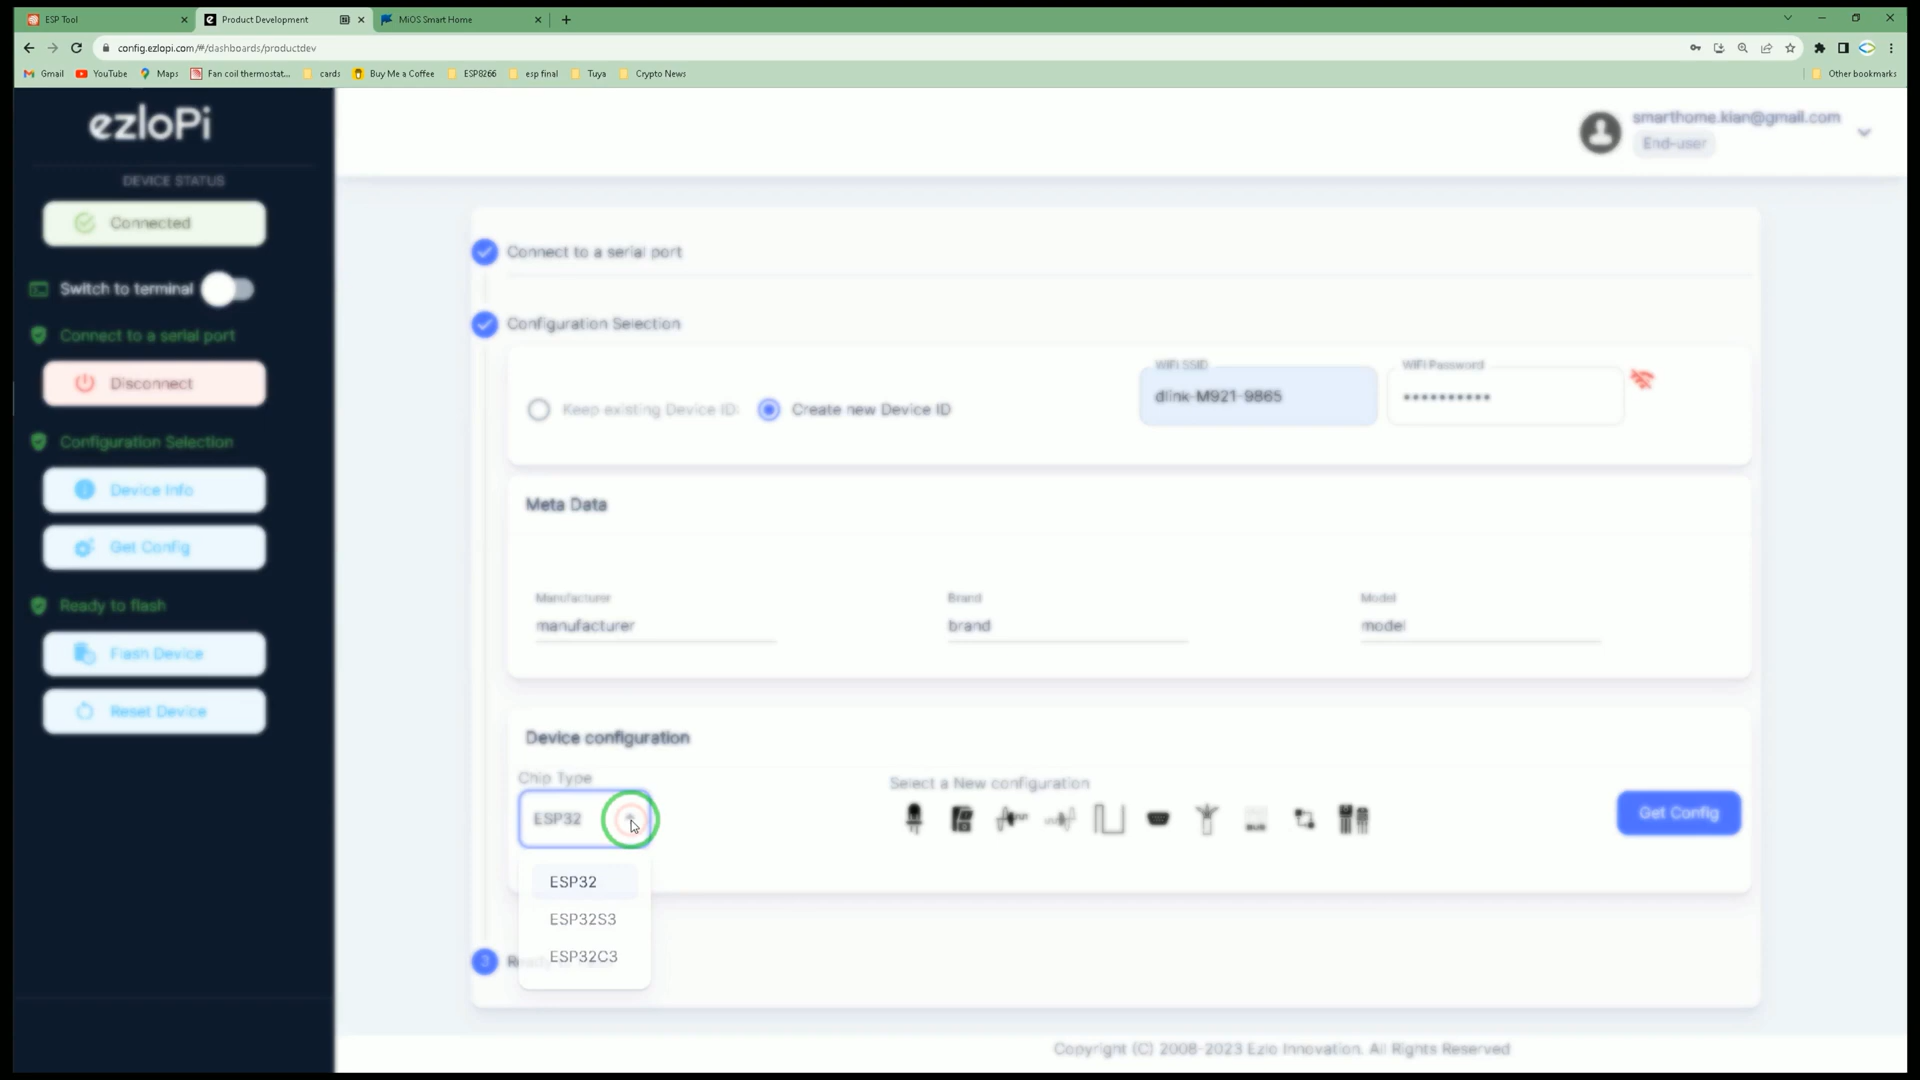 ESP Tool
Product Development
MiOS Smart Home
config.ezlopi.com/#/dashboards/productdev
Gmail
YouTube
Maps
Fan coil thermostat...
cards
Buy Me a Coffee
ESP8266
esp final
Tuya
Crypto News
Other bookmarks
ezloPi
smarthome.kian@gmail.com
End-user
DEVICE STATUS
Connected
Switch to terminal
Connect to a serial port
Disconnect
Configuration Selection
Device Info
Get Config
Ready to flash
Flash Device
Reset Device
Connect to a serial port
Configuration Selection
Keep existing Device ID:
Create new Device ID
WiFi SSID
dlink-M921-9865
WiFi Password
••••••••••
Meta Data
Manufacturer
manufacturer
Brand
brand
Model
model
Device configuration
Chip Type
ESP32
Select a New configuration
BUS
Get Config
ESP32
ESP32S3
ESP32C3
3
Copyright (C) 2008-2023 Ezlo Innovation. All Rights Reserved